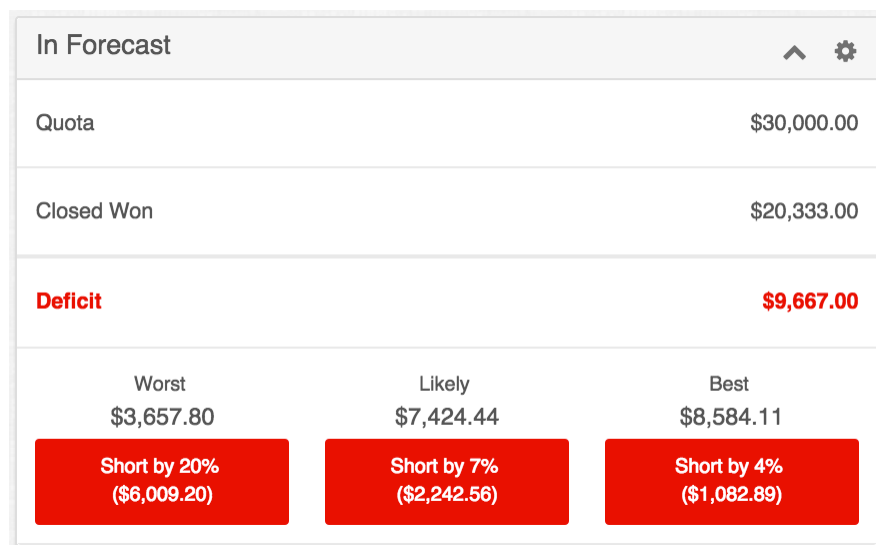 In Forecast
Quota $30,000.00
Closed Won $20,333.00
Deficit $9,667.00
Worst Likely Best
$3,657.80 $7,424.44 $8,584.11
Short by 20% Short by 7% Short by 4%
($6,009.20) ($2,242.56) ($1,082.89)